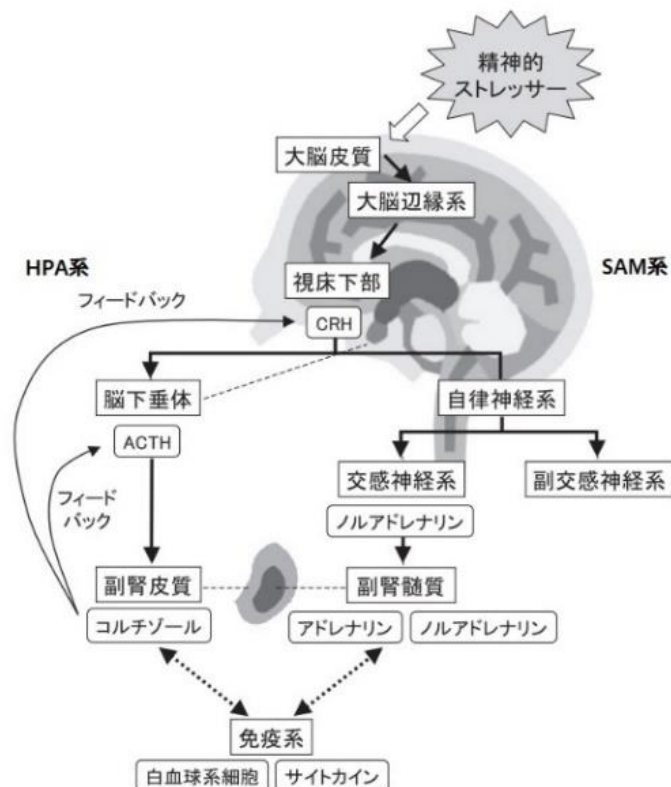 精神的
ストレッサー
大脳皮質
大脳辺縁系
HPA系
SAM系
視床下部
フィードバック
CRH
脳下垂体
自律神経系
ACTH
交感神経系
副交感神経系
フィード
バック
ノルアドレナリン
副腎皮質
副腎髄質
コルチゾール
アドレナリン
ノルアドレナリン
免疫系
白血球系細胞
サイトカイン